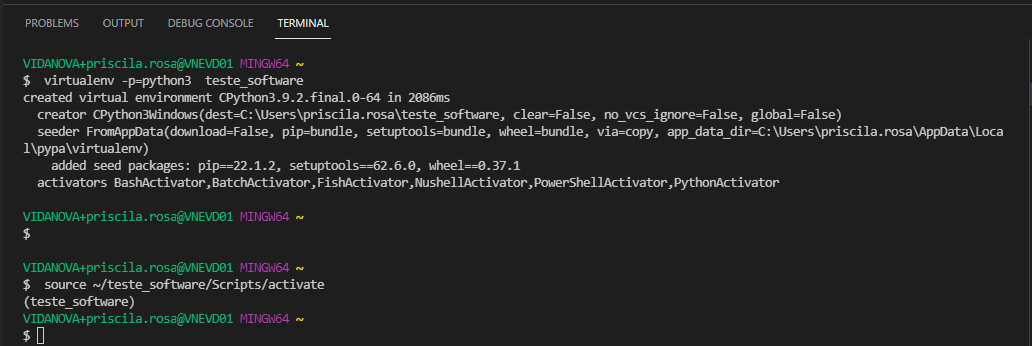 PROBLEMS OUTPUT DEBUG CONSOLE TERMINAL
VIDANOVA+priscila.rosa@VNEVD01 MINGW64 ~
$  virtualenv -p=python3  teste_software
created virtual environment CPython3.9.2.final.0-64 in 2086ms
  creator CPython3Windows(dest=C:\Users\priscila.rosa\teste_software, clear=False, no_vcs_ignore=False, global=False)
  seeder FromAppData(download=False, pip=bundle, setuptools=bundle, wheel=bundle, via=copy, app_data_dir=C:\Users\priscila.rosa\AppData\Loca
l\pypa\virtualenv)
    added seed packages: pip==22.1.2, setuptools==62.6.0, wheel==0.37.1
  activators BashActivator,BatchActivator,FishActivator,NushellActivator,PowerShellActivator,PythonActivator
VIDANOVA+priscila.rosa@VNEVD01 MINGW64 ~
$
VIDANOVA+priscila.rosa@VNEVD01 MINGW64 ~
$  source ~/teste_software/Scripts/activate
(teste_software)
VIDANOVA+priscila.rosa@VNEVD01 MINGW64 ~
$